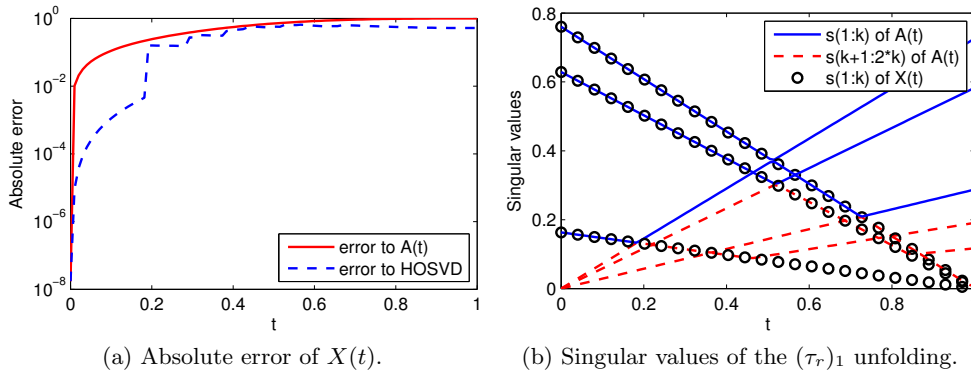 10^0
10^-2
10^-4
10^-6
10^-8
Absolute error
0
0.2
0.4
0.6
0.8
1
t
error to A(t)
error to HOSVD
(a) Absolute error of X(t).
0.8
0.6
0.4
0.2
0
Singular values
0
0.2
0.4
0.6
0.8
t
s(1:k) of A(t)
s(k+1:2*k) of A(t)
s(1:k) of X(t)
(b) Singular values of the (τ_r)_1 unfolding.